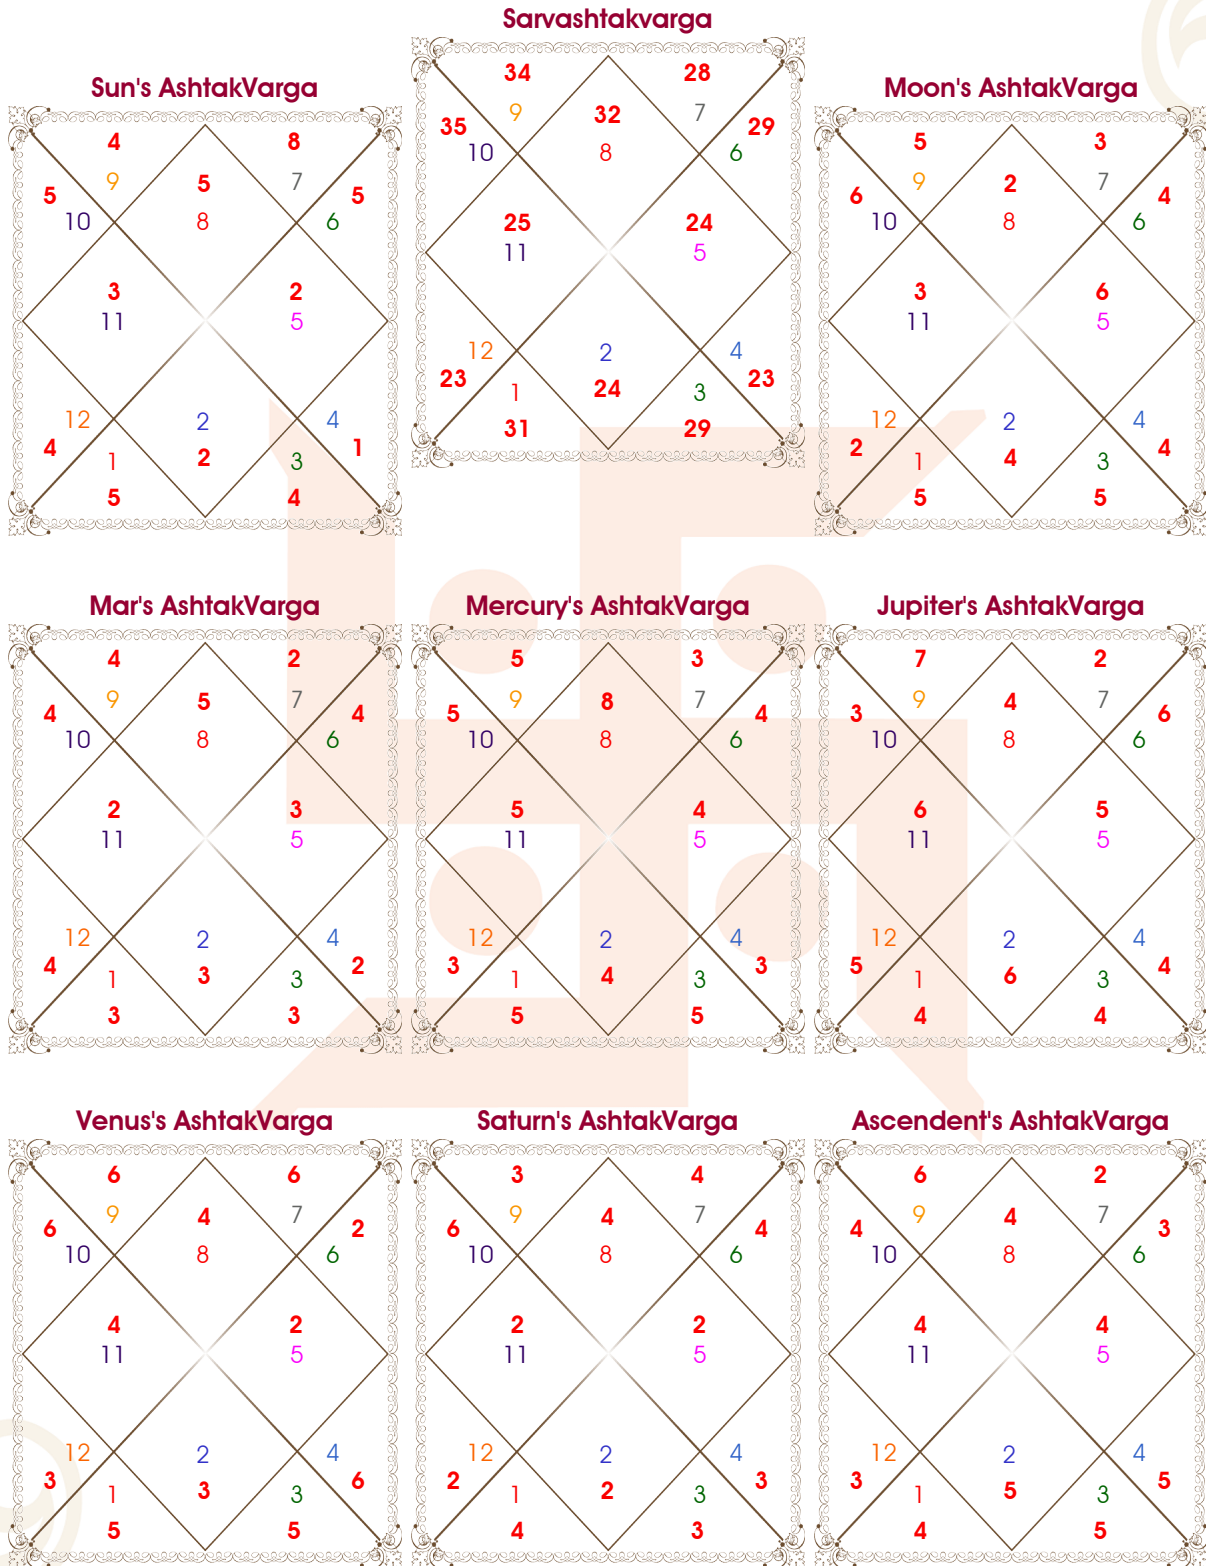 Sarvashtakvarga
34 28
9 32 7
35 29
10 8 6
25 24
11 5
12 2 4
23 24 23
1 3
31 29
Sun's AshtakVarga
4 8
9 5 7
5 5
10 8 6
3 2
11 5
12 2 4
4 2 1
1 3
5 4
Moon's AshtakVarga
5 3
9 2 7
6 4
10 8 6
3 6
11 5
12 2 4
2 4 4
1 3
5 5
Mar's AshtakVarga
4 2
9 5 7
4 4
10 8 6
2 3
11 5
12 2 4
4 3 2
1 3
3 3
Mercury's AshtakVarga
5 3
9 8 7
5 4
10 8 6
5 4
11 5
12 2 4
3 4 3
1 3
5 5
Jupiter's AshtakVarga
7 2
9 4 7
3 6
10 8 6
6 5
11 5
12 2 4
5 6 4
1 3
4 4
Venus's AshtakVarga
6 6
9 4 7
6 2
10 8 6
4 2
11 5
12 2 4
3 3 6
1 3
5 5
Saturn's AshtakVarga
3 4
9 4 7
6 4
10 8 6
2 2
11 5
12 2 4
2 2 3
1 3
4 3
Ascendent's AshtakVarga
6 2
9 4 7
4 3
10 8 6
4 4
11 5
12 2 4
3 5 5
1 3
4 5